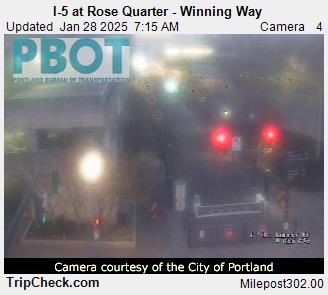 I-5 at Rose Quarter - Winning Way
Updated Jan 28 2025 7:15 AM Camera 4
PBOT
PORTLAND BUREAU OF TRANSPORTATION
Camera courtesy of the City of Portland
TripCheck.com Milepost302.00